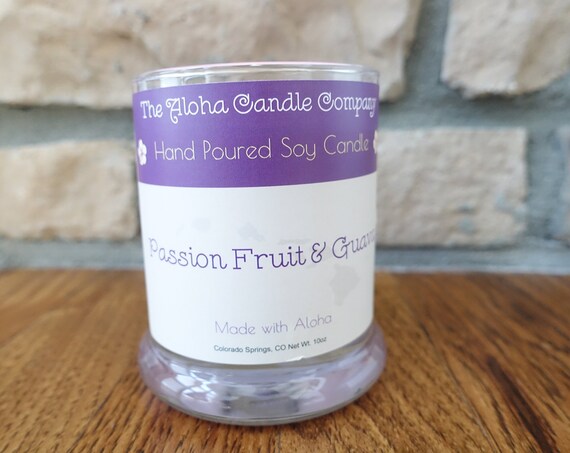 The Aloha Candle Company
Hand Poured Soy Candle
Passion Fruit & Guava
Made with Aloha
Colorado Springs, CO Net Wt. 10oz